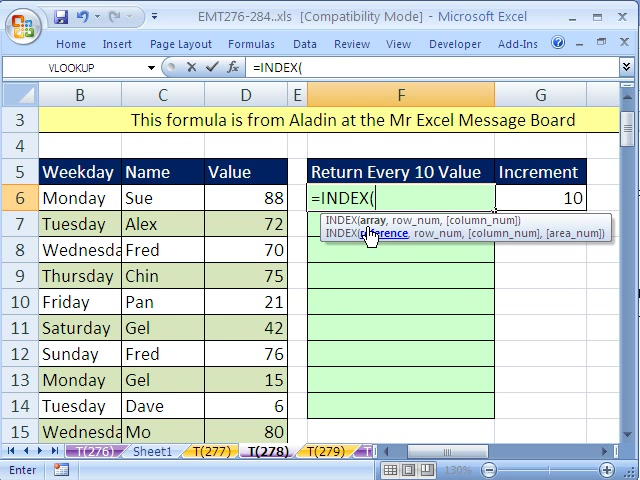 EMT276-284..xls [Compatibility Mode] - Microsoft Excel
Home Insert Page Layout Formulas Data Review View Developer Add-Ins
VLOOKUP fx =INDEX(
B C D E F G
3 This formula is from Aladin at the Mr Excel Message Board
4
5 Weekday Name Value Return Every 10 Value Increment
6 Monday Sue 88 =INDEX( 10
INDEX(array, row_num, [column_num])
7 Tuesday Alex 72
INDEX(reference, row_num, [column_num], [area_num])
8 Wednesda Fred 70
9 Thursday Chin 75
10 Friday Pan 21
11 Saturday Gel 42
12 Sunday Fred 76
13 Monday Gel 15
14 Tuesday Dave 6
15 Wednesda Mo 80
T(276) Sheet1 T(277) T(278) T(279) T
Enter 130%